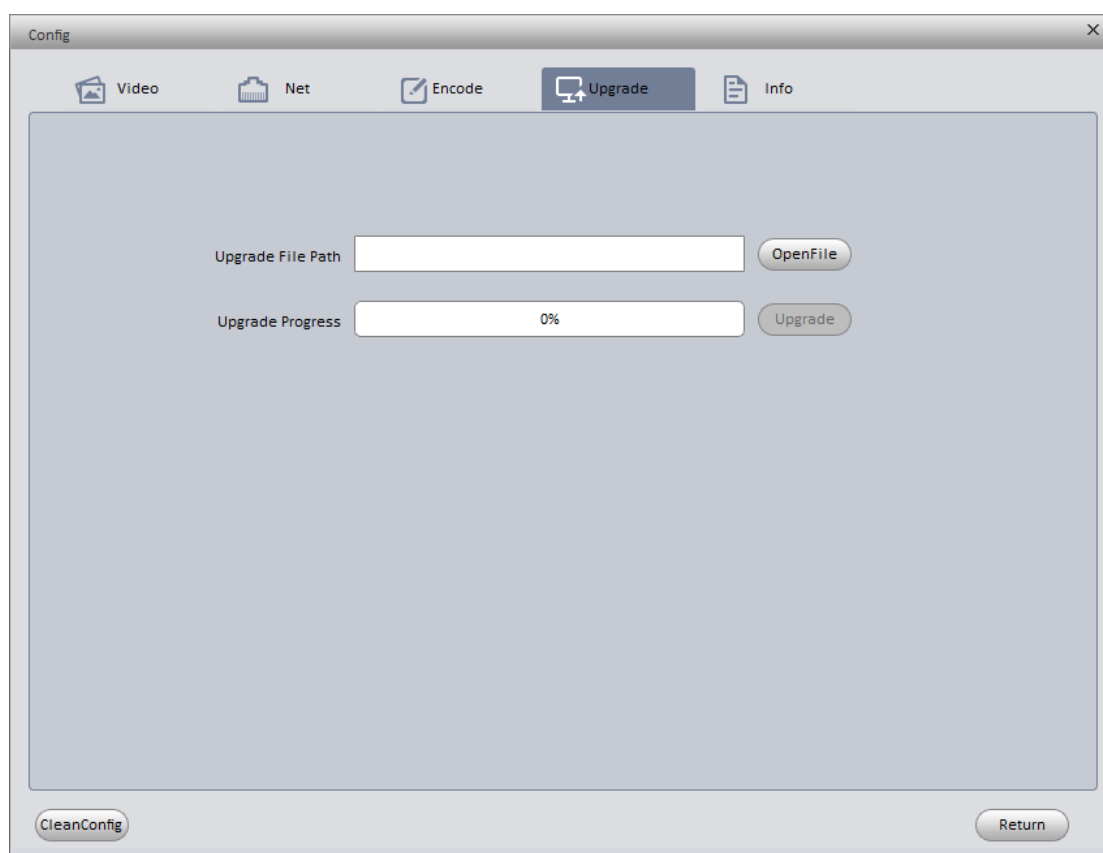 Config
Video Net Encode Upgrade Info
Upgrade File Path OpenFile
Upgrade Progress 0% Upgrade
CleanConfig Return